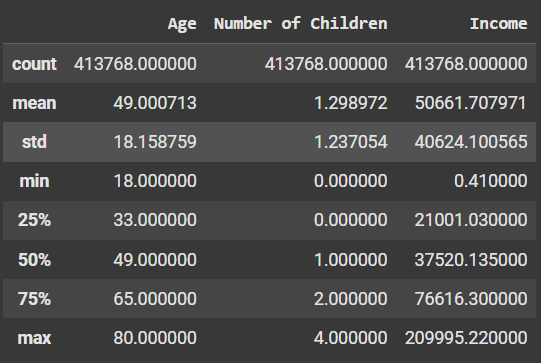 Age Number of Children Income
count 413768.000000 413768.000000 413768.000000
mean 49.000713 1.298972 50661.707971
std 18.158759 1.237054 40624.100565
min 18.000000 0.000000 0.410000
25% 33.000000 0.000000 21001.030000
50% 49.000000 1.000000 37520.135000
75% 65.000000 2.000000 76616.300000
max 80.000000 4.000000 209995.220000